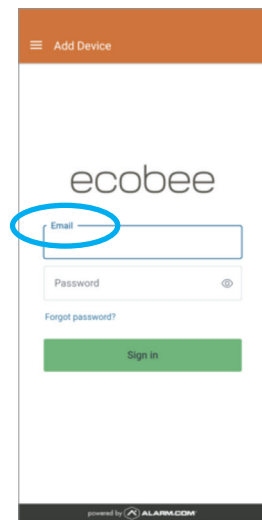 Add Device
ecobee
Email
Password
Forgot password?
Sign in
powered by ALARM.COM